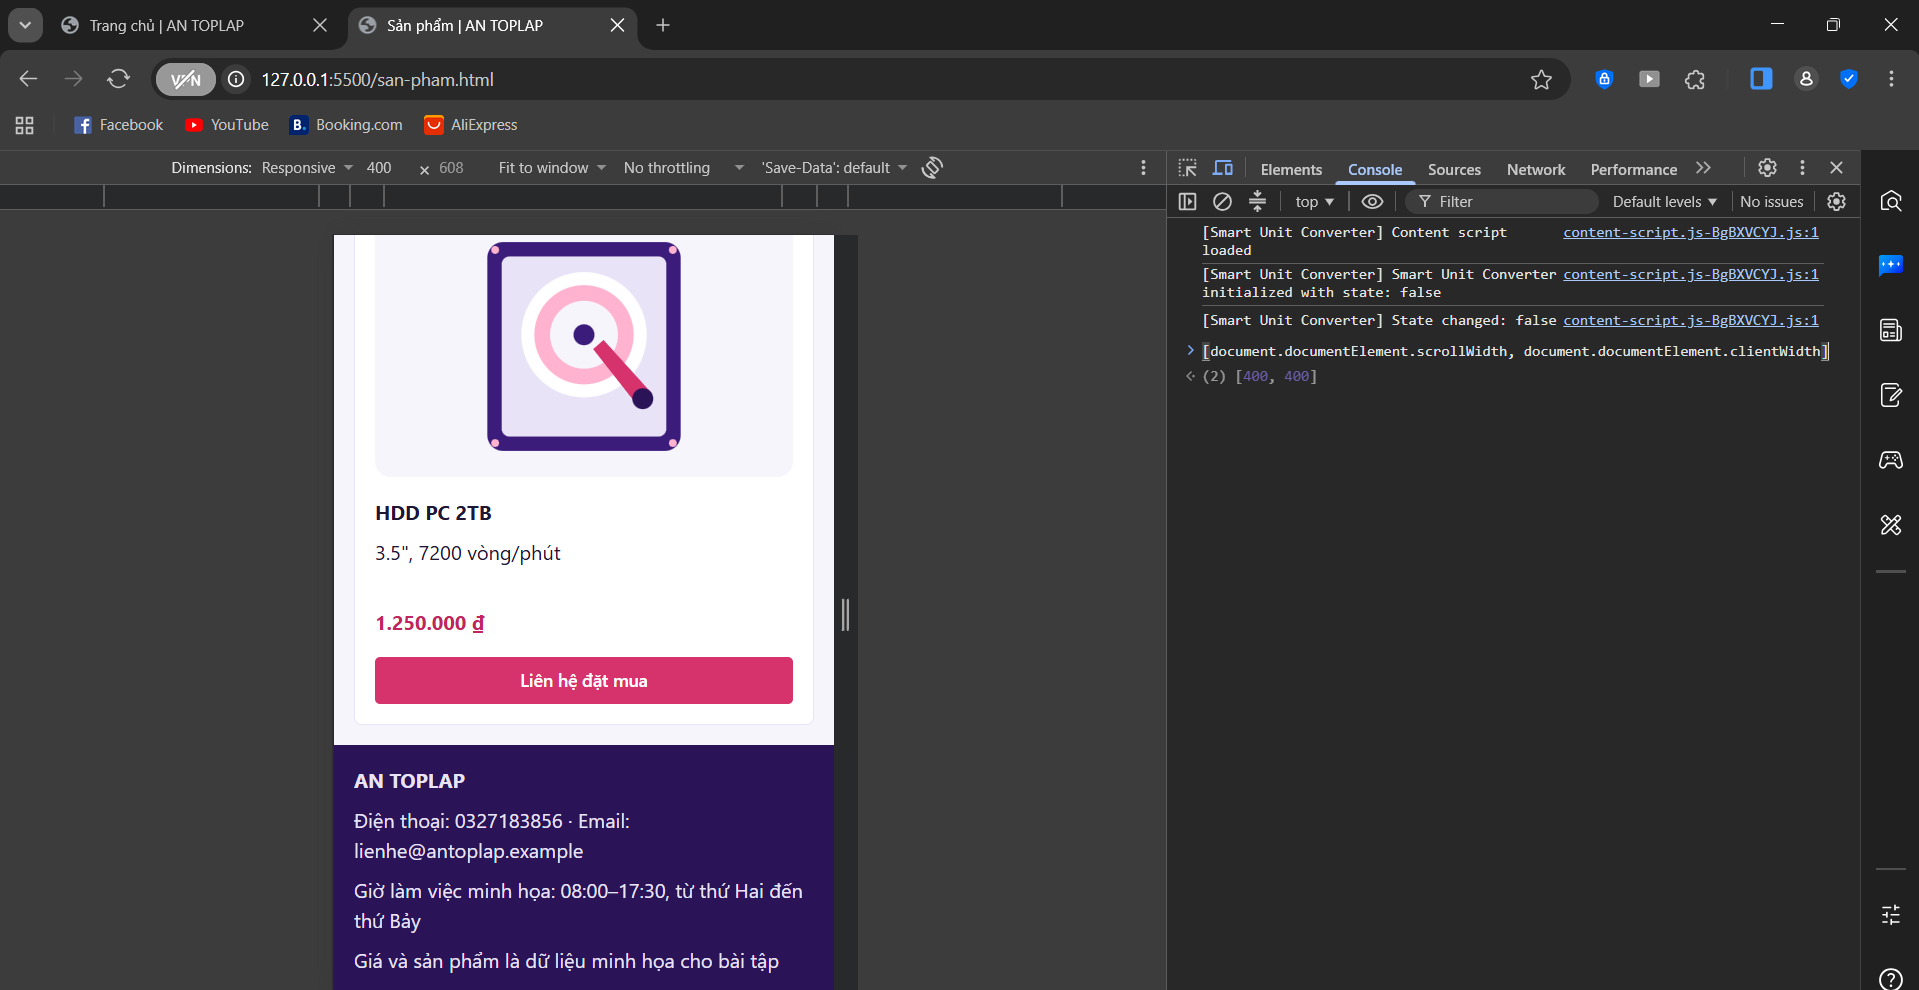 Trang chủ | AN TOPLAP
Sản phẩm | AN TOPLAP
VPN
127.0.0.1:5500/san-pham.html
Facebook
YouTube
B. Booking.com
AliExpress
Dimensions: Responsive 400 × 608 Fit to window No throttling 'Save-Data': default
Elements Console Sources Network Performance
top Filter Default levels No issues
[Smart Unit Converter] Content script content-script.js-BgBXVCYJ.js:1
loaded
[Smart Unit Converter] Smart Unit Converter content-script.js-BgBXVCYJ.js:1
initialized with state: false
[Smart Unit Converter] State changed: false content-script.js-BgBXVCYJ.js:1
[document.documentElement.scrollWidth, document.documentElement.clientWidth]
(2) [400, 400]
HDD PC 2TB
3.5", 7200 vòng/phút
1.250.000 ₫
Liên hệ đặt mua
AN TOPLAP
Điện thoại: 0327183856 · Email:
lienhe@antoplap.example
Giờ làm việc minh họa: 08:00–17:30, từ thứ Hai đến
thứ Bảy
Giá và sản phẩm là dữ liệu minh họa cho bài tập